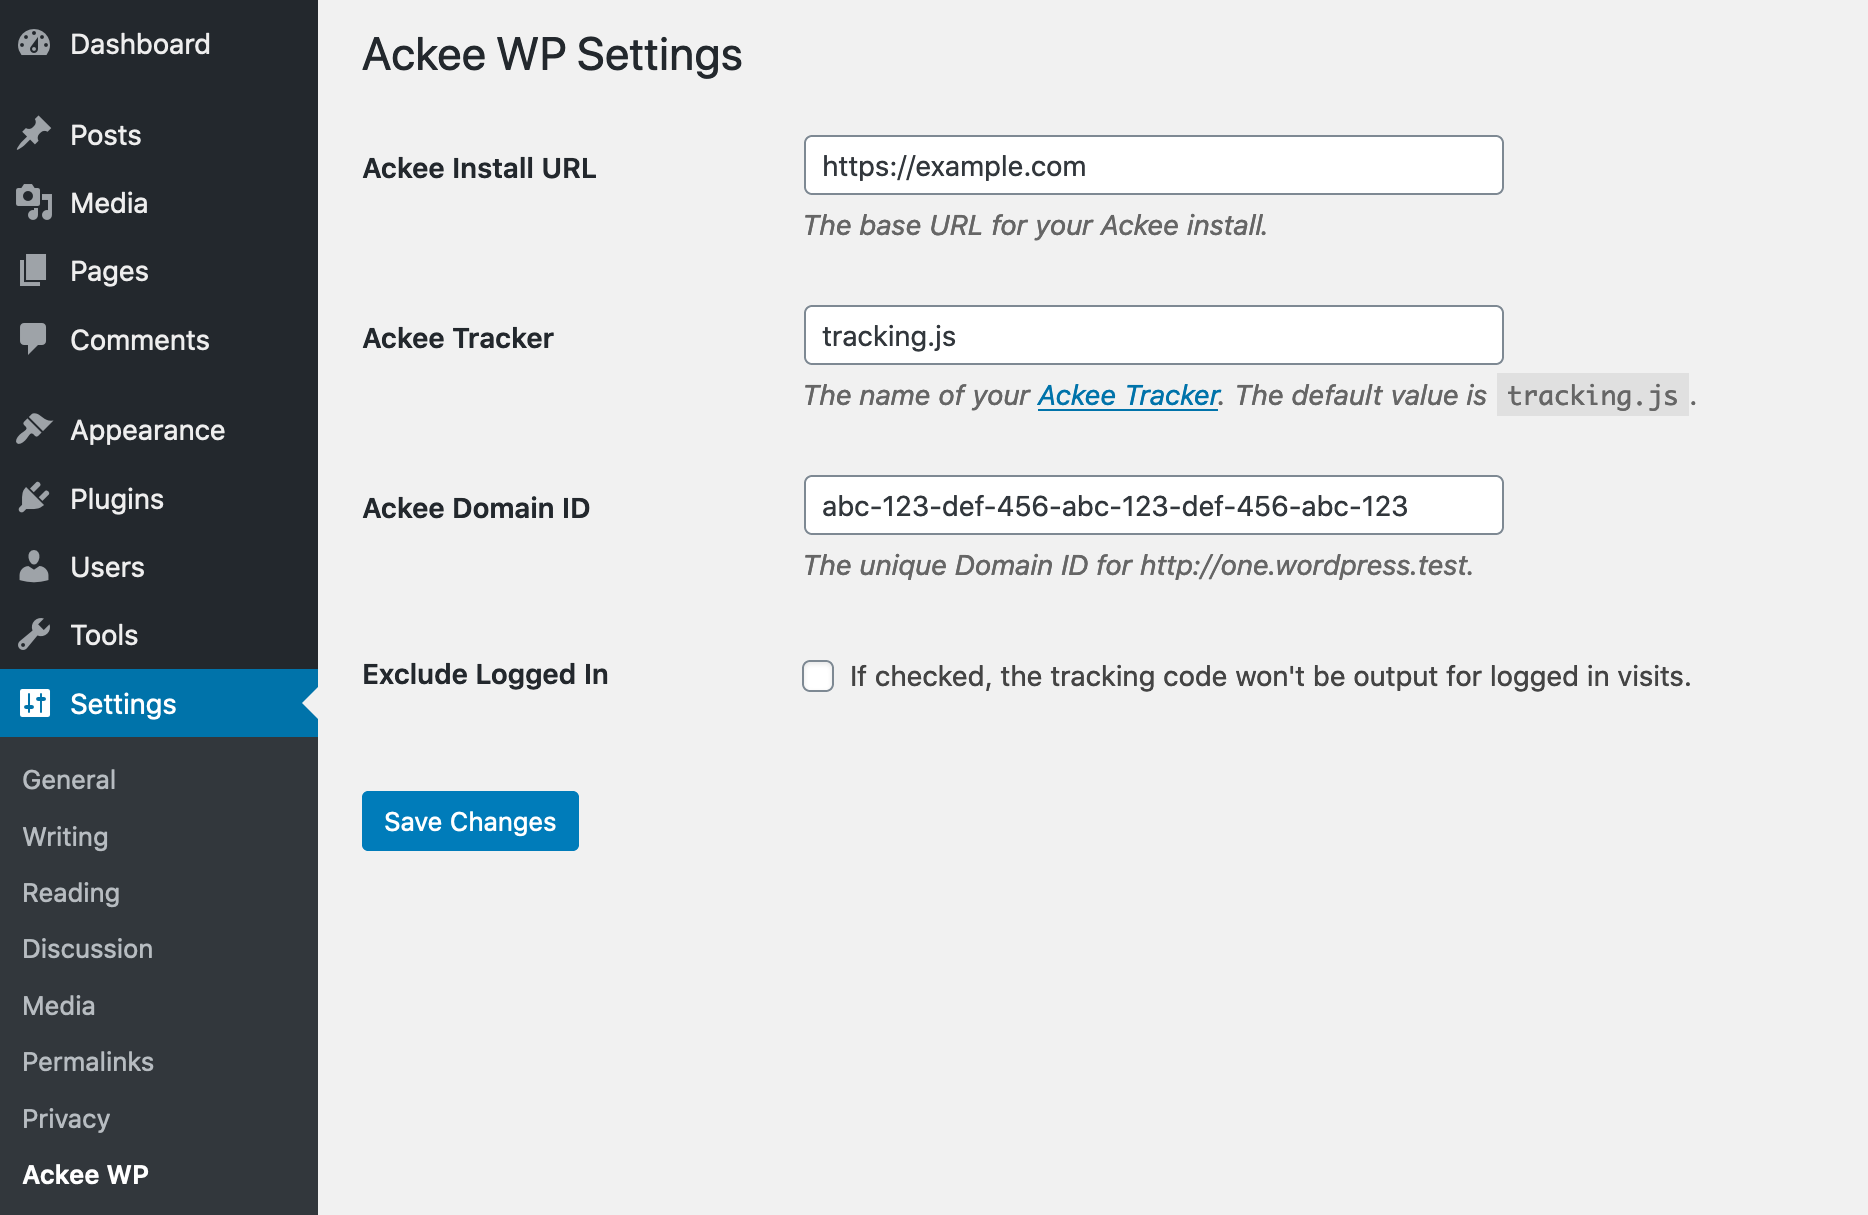 Dashboard
Posts
Media
Pages
Comments
Appearance
Plugins
Users
Tools
Settings
General
Writing
Reading
Discussion
Media
Permalinks
Privacy
Ackee WP
Ackee WP Settings
Ackee Install URL
https://example.com
The base URL for your Ackee install.
Ackee Tracker
tracking.js
The name of your Ackee Tracker. The default value is tracking.js.
Ackee Domain ID
abc-123-def-456-abc-123-def-456-abc-123
The unique Domain ID for http://one.wordpress.test.
Exclude Logged In
If checked, the tracking code won't be output for logged in visits.
Save Changes